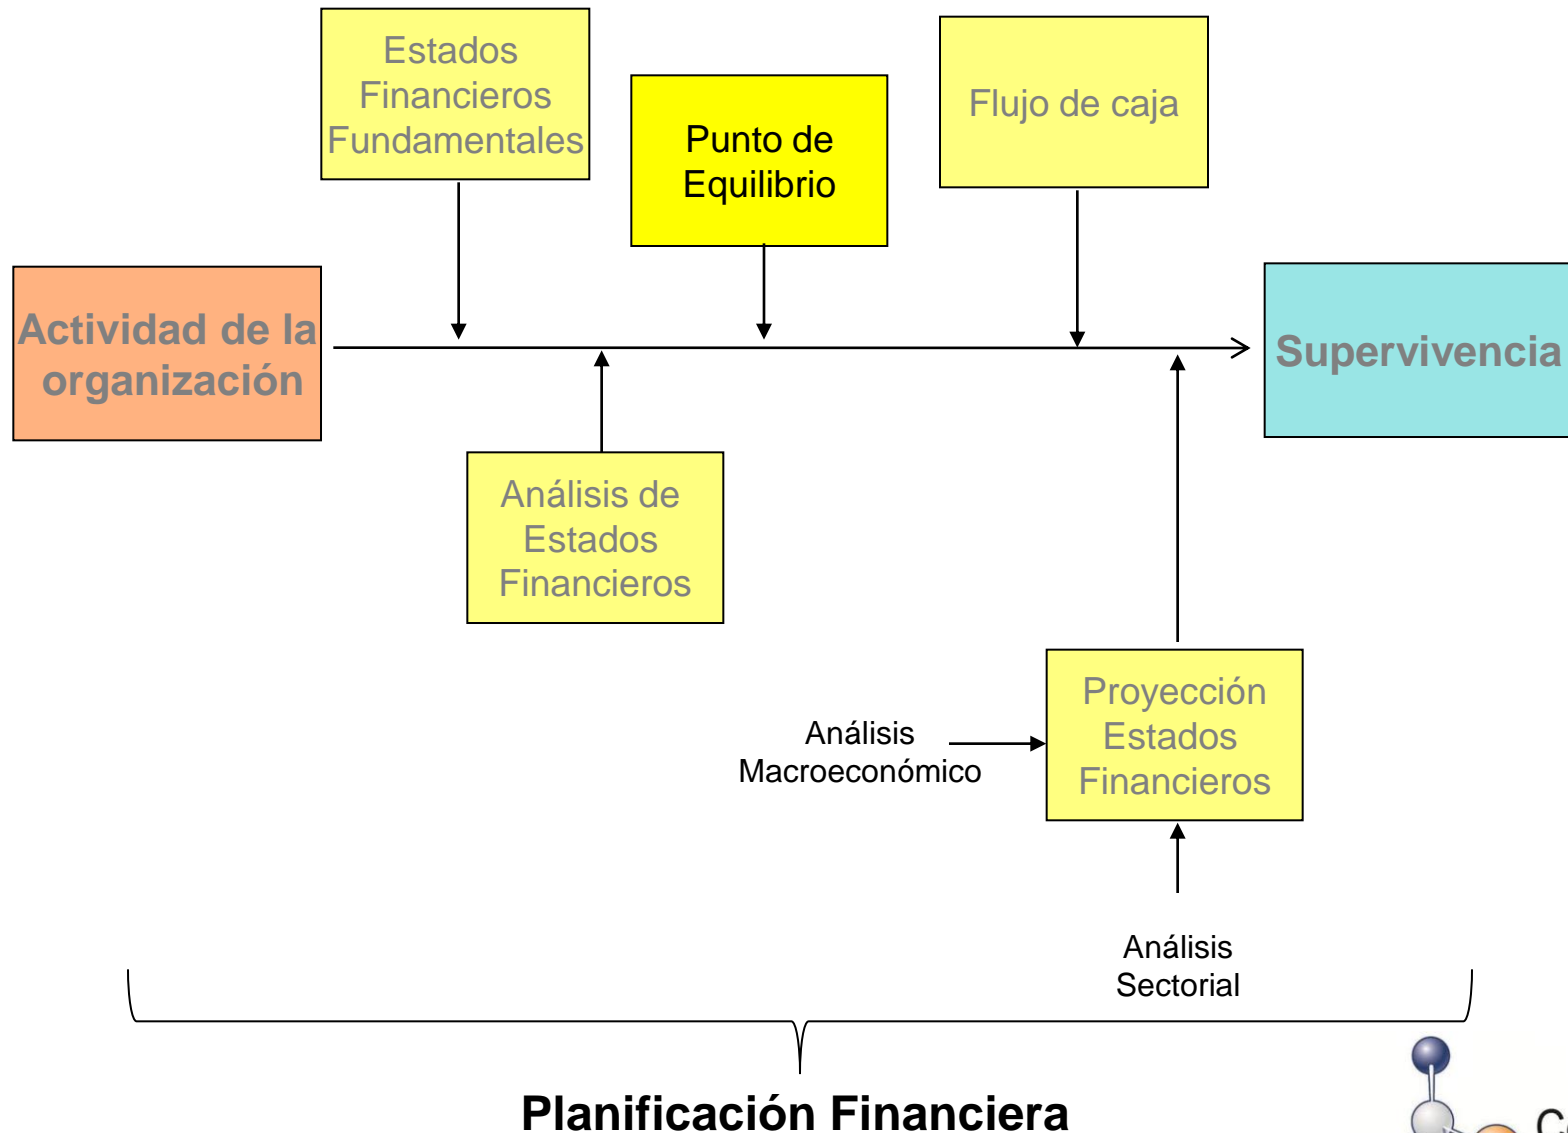 Estados
Financieros
Fundamentales
Punto de
Equilibrio
Flujo de caja
Actividad de la
organización
Supervivencia
Análisis de
Estados
Financieros
Proyección
Estados
Financieros
Análisis
Macroeconómico
Análisis
Sectorial
Planificación Financiera